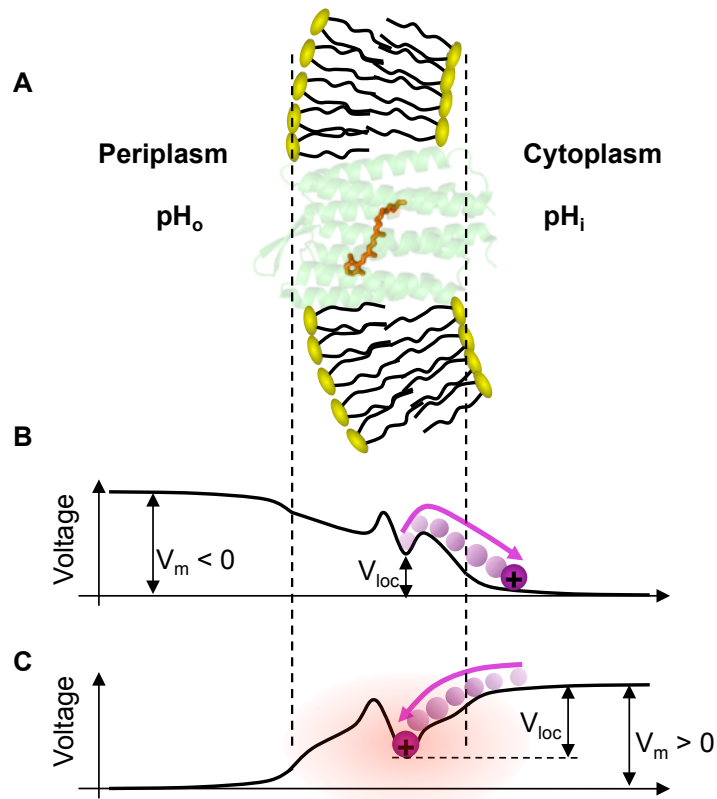 A
Periplasm
Cytoplasm
pHₒ
pHᵢ
B
Voltage
Vₘ < 0
Vₗₒc
+
C
Voltage
+
Vₗₒc
Vₘ > 0